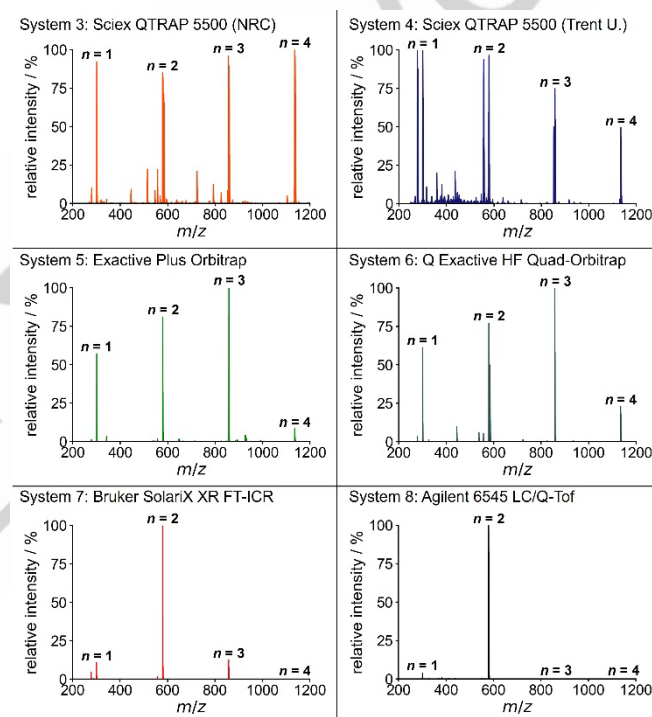 System 3: Sciex QTRAP 5500 (NRC)
relative intensity / %
100
75
50
25
0
n = 1
n = 2
n = 3
n = 4
200 400 600 800 1000 1200
m/z
System 4: Sciex QTRAP 5500 (Trent U.)
relative intensity / %
100
75
50
25
0
n = 1
n = 2
n = 3
n = 4
200 400 600 800 1000 1200
m/z
System 5: Exactive Plus Orbitrap
relative intensity / %
100
75
50
25
0
n = 1
n = 2
n = 3
n = 4
200 400 600 800 1000 1200
m/z
System 6: Q Exactive HF Quad-Orbitrap
relative intensity / %
100
75
50
25
0
n = 1
n = 2
n = 3
n = 4
200 400 600 800 1000 1200
m/z
System 7: Bruker SolariX XR FT-ICR
relative intensity / %
100
75
50
25
0
n = 1
n = 2
n = 3
n = 4
200 400 600 800 1000 1200
m/z
System 8: Agilent 6545 LC/Q-Tof
relative intensity / %
100
75
50
25
0
n = 1
n = 2
n = 3
n = 4
200 400 600 800 1000 1200
m/z